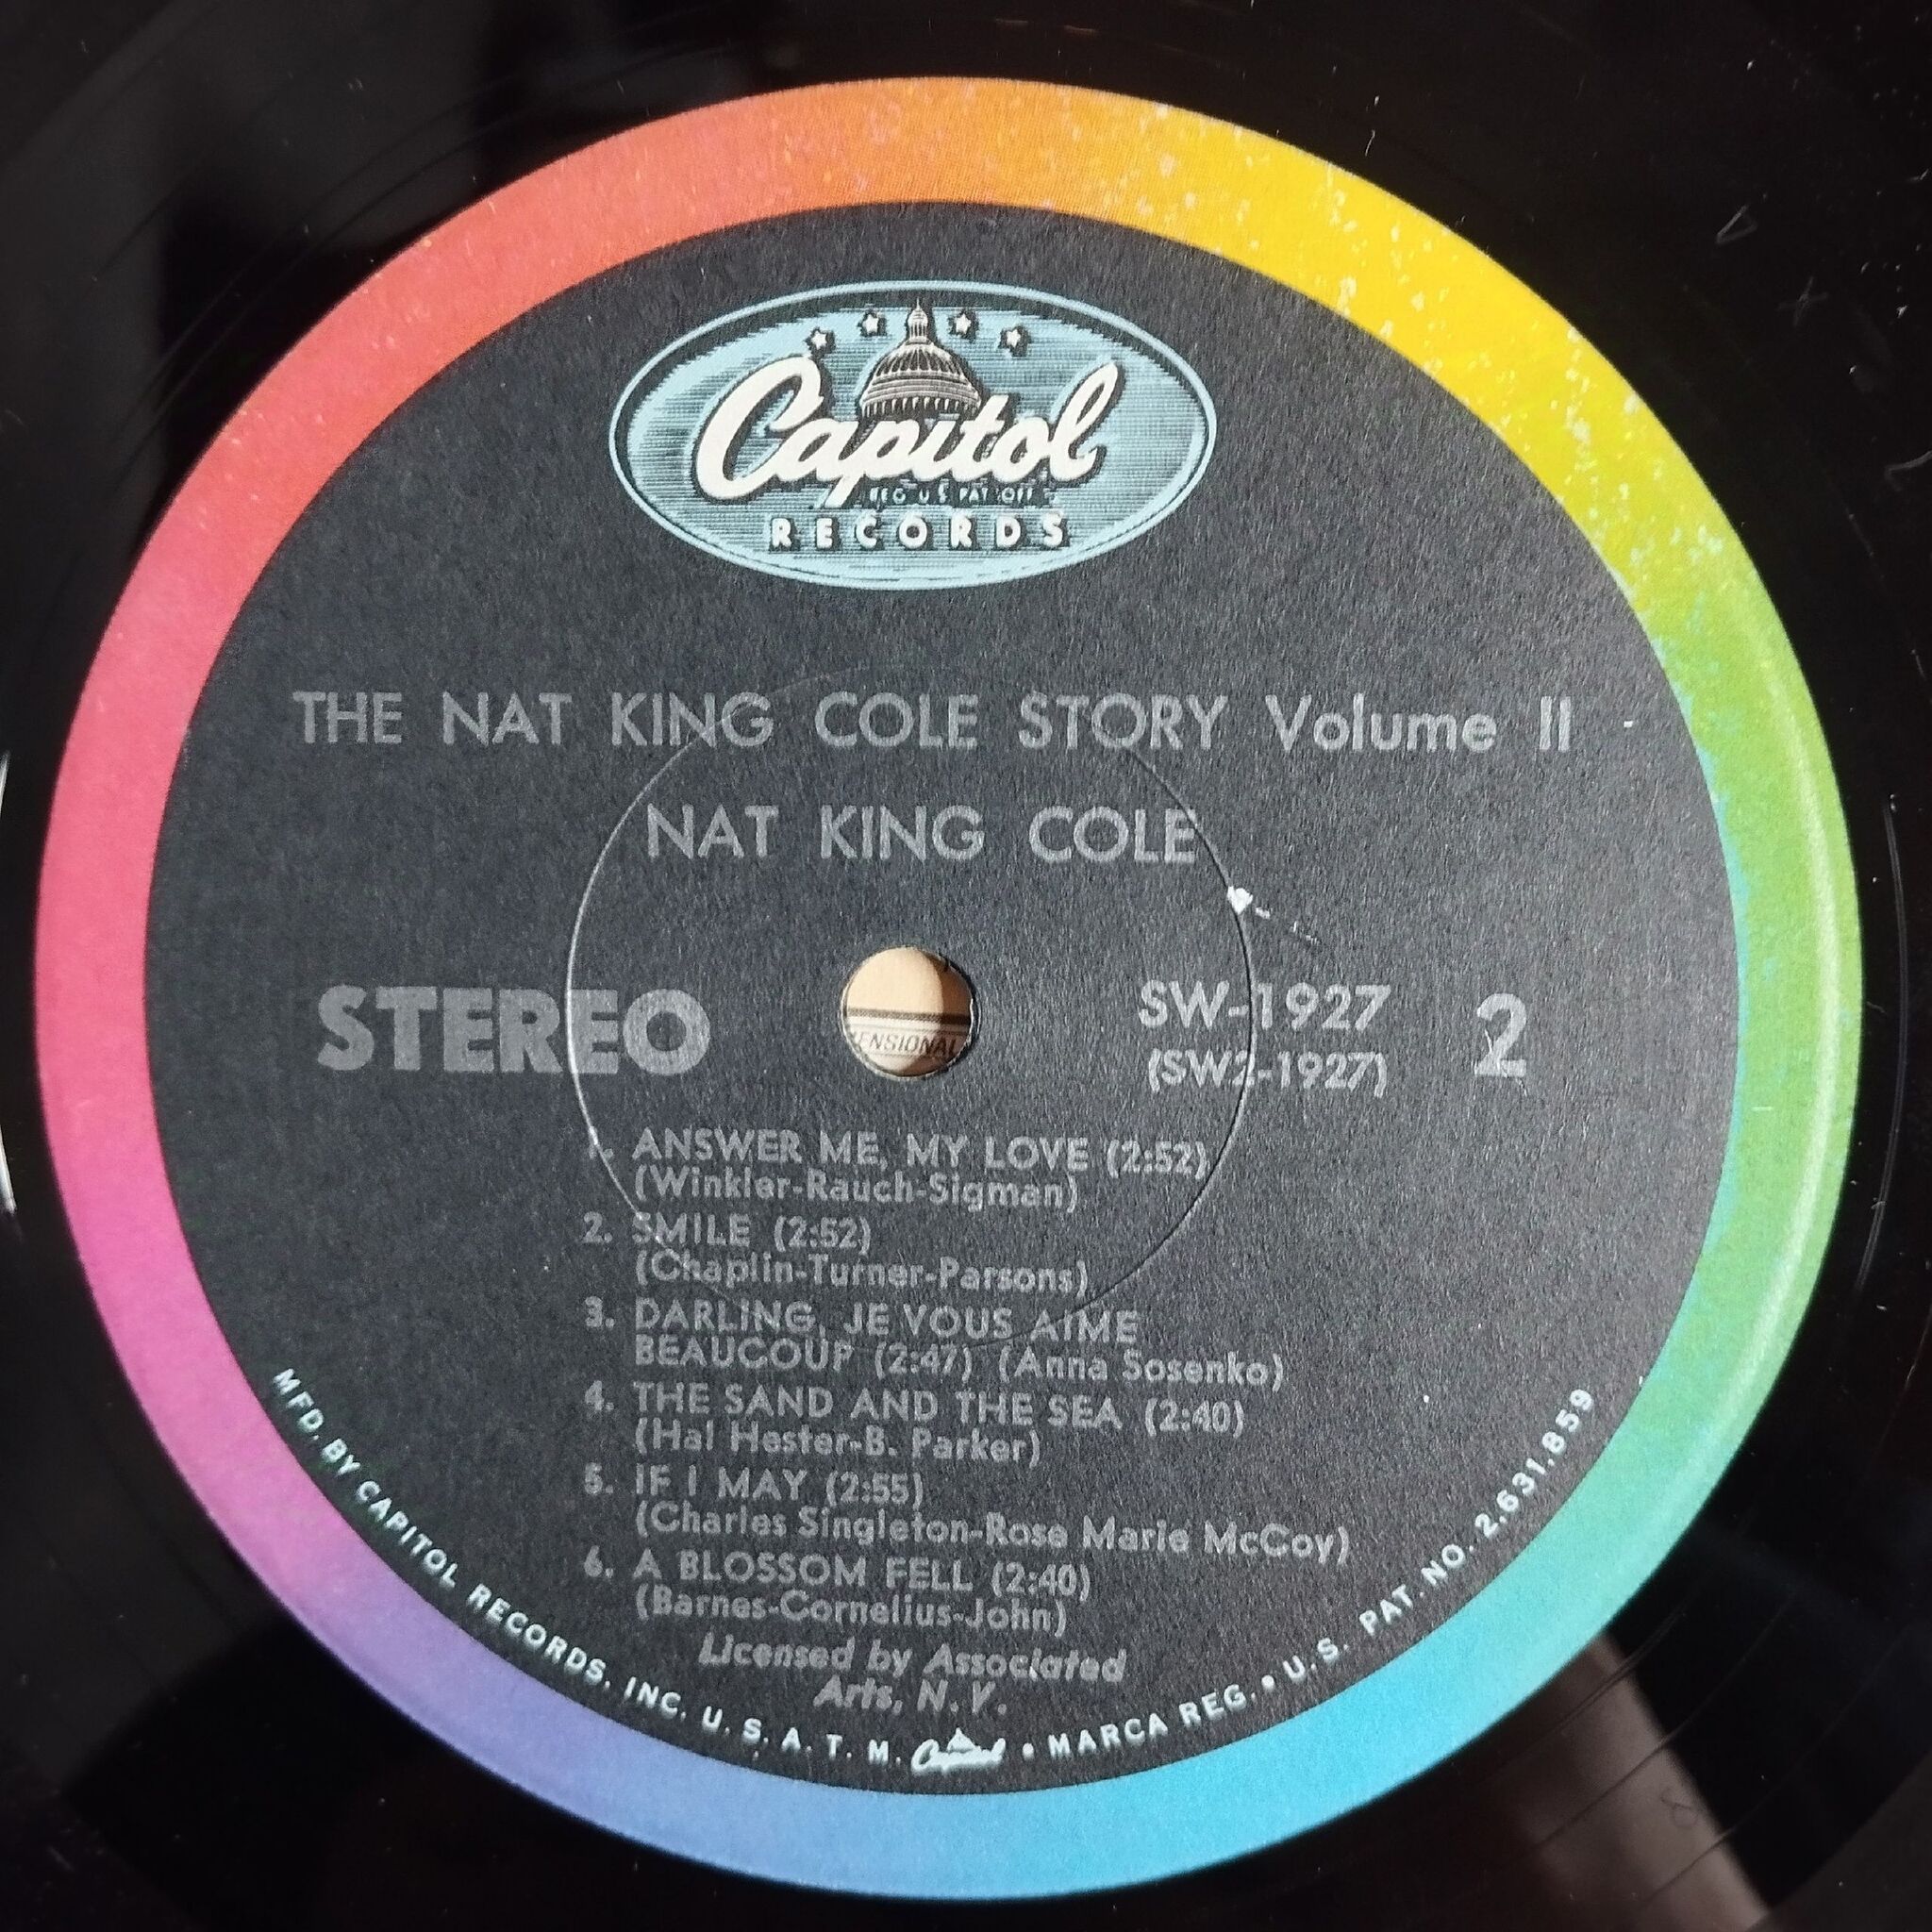 Capitol
REG. U.S. PAT. OFF.
RECORDS
THE NAT KING COLE STORY Volume II
NAT KING COLE
STEREO
SW-1927 2
(SW2-1927)
ENSIONAL
1. ANSWER ME, MY LOVE (2:52)
(Winkler-Rauch-Sigman)
2. SMILE (2:52)
(Chaplin-Turner-Parsons)
3. DARLING, JE VOUS AIME
BEAUCOUP (2:47) (Anna Sosenko)
4. THE SAND AND THE SEA (2:40)
(Hal Hester-B. Parker)
5. IF I MAY (2:55)
(Charles Singleton-Rose Marie McCoy)
6. A BLOSSOM FELL (2:40)
(Barnes-Cornelius-John)
Licensed by Associated
Arts, N.V.
MFD. BY CAPITOL RECORDS, INC. U.S.A. T.M. Capitol • MARCA REG. • U.S. PAT. NO. 2,631,859